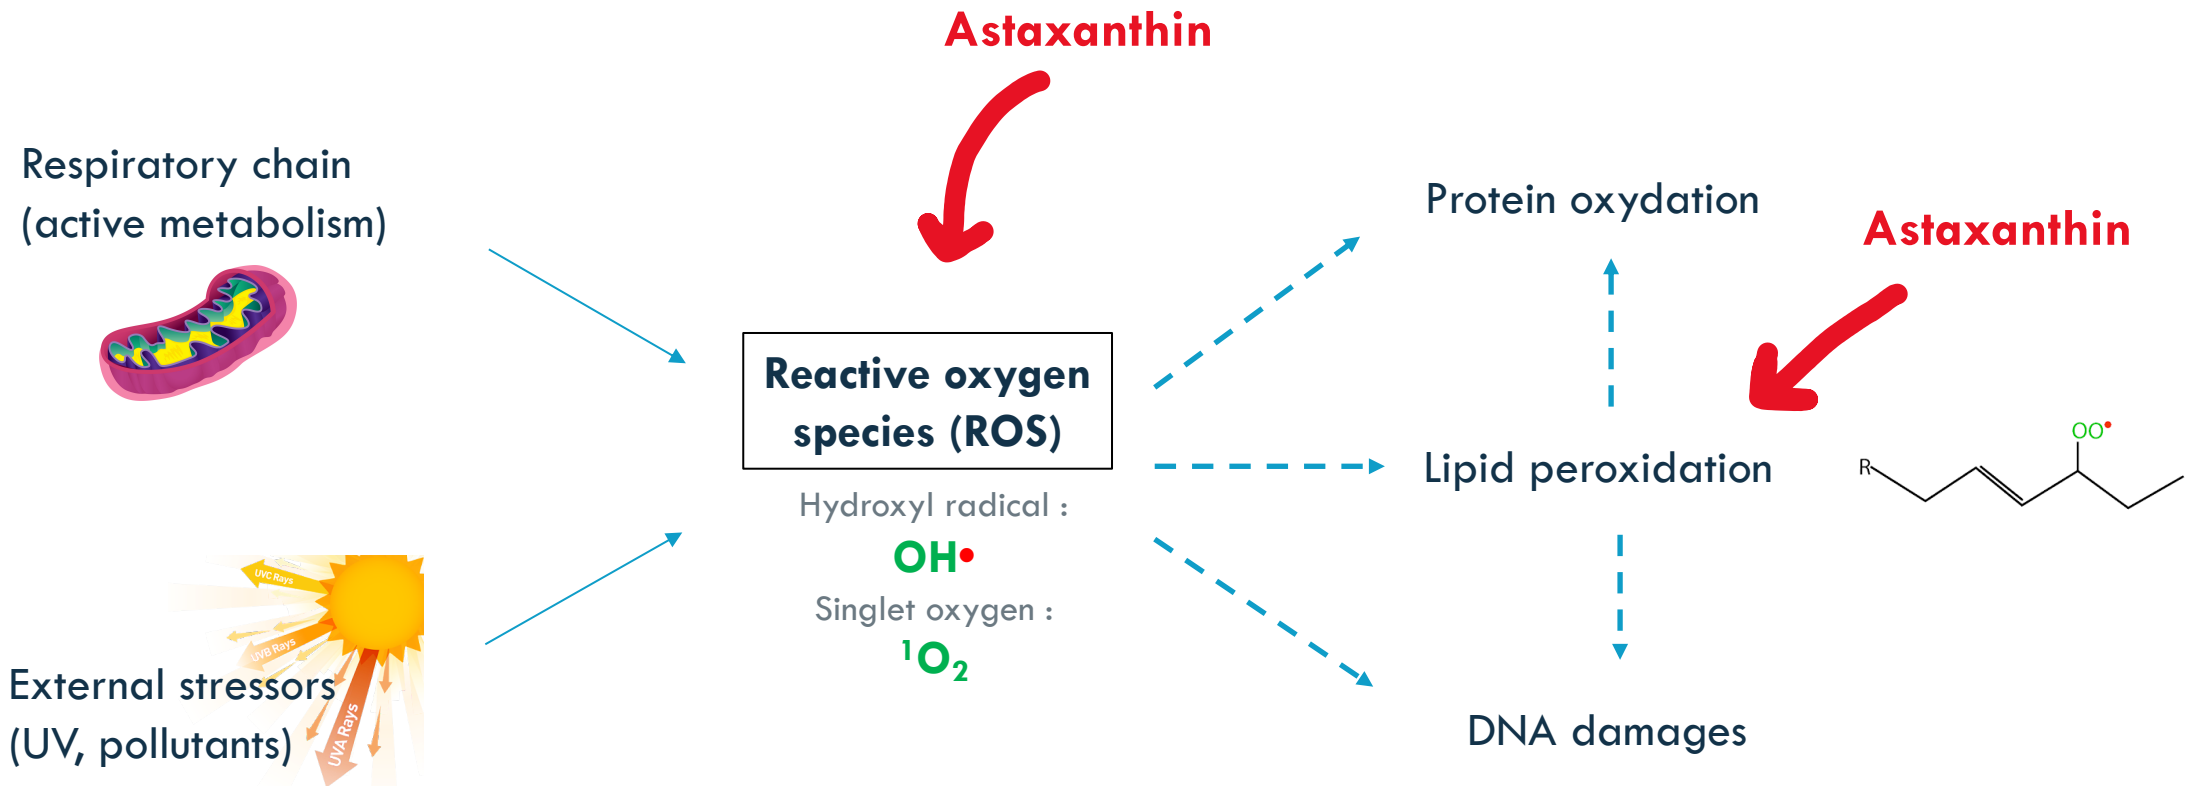 Astaxanthin
Respiratory chain
(active metabolism)
Protein oxydation
Astaxanthin
Reactive oxygen
species (ROS)
Hydroxyl radical :
OH•
Singlet oxygen :
¹O₂
Lipid peroxidation
OO•
R
UVC Rays
UVB Rays
UVA Rays
External stressors
(UV, pollutants)
DNA damages